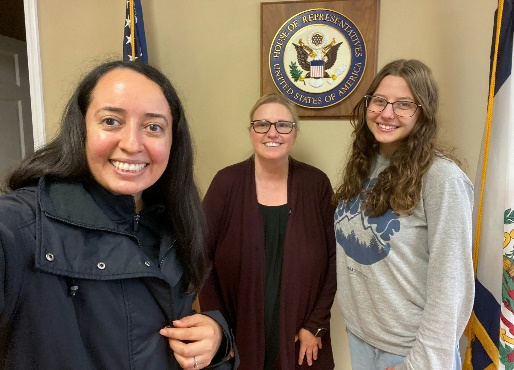 HOUSE OF REPRESENTATIVES
UNITED STATES OF AMERICA